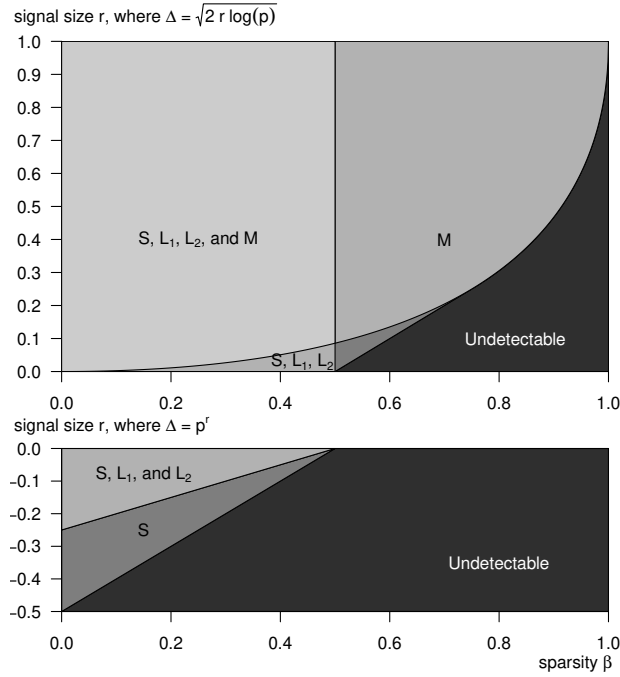 signal size r, where Δ = √2 r log(p)
1.0
0.9
0.8
0.7
0.6
0.5
0.4
0.3
0.2
0.1
0.0
S, L₁, L₂, and M
M
S, L₁, L₂
Undetectable
0.0 0.2 0.4 0.6 0.8 1.0
signal size r, where Δ = pʳ
0.0
−0.1
−0.2
−0.3
−0.4
−0.5
S, L₁, and L₂
S
Undetectable
0.0 0.2 0.4 0.6 0.8 1.0
sparsity β